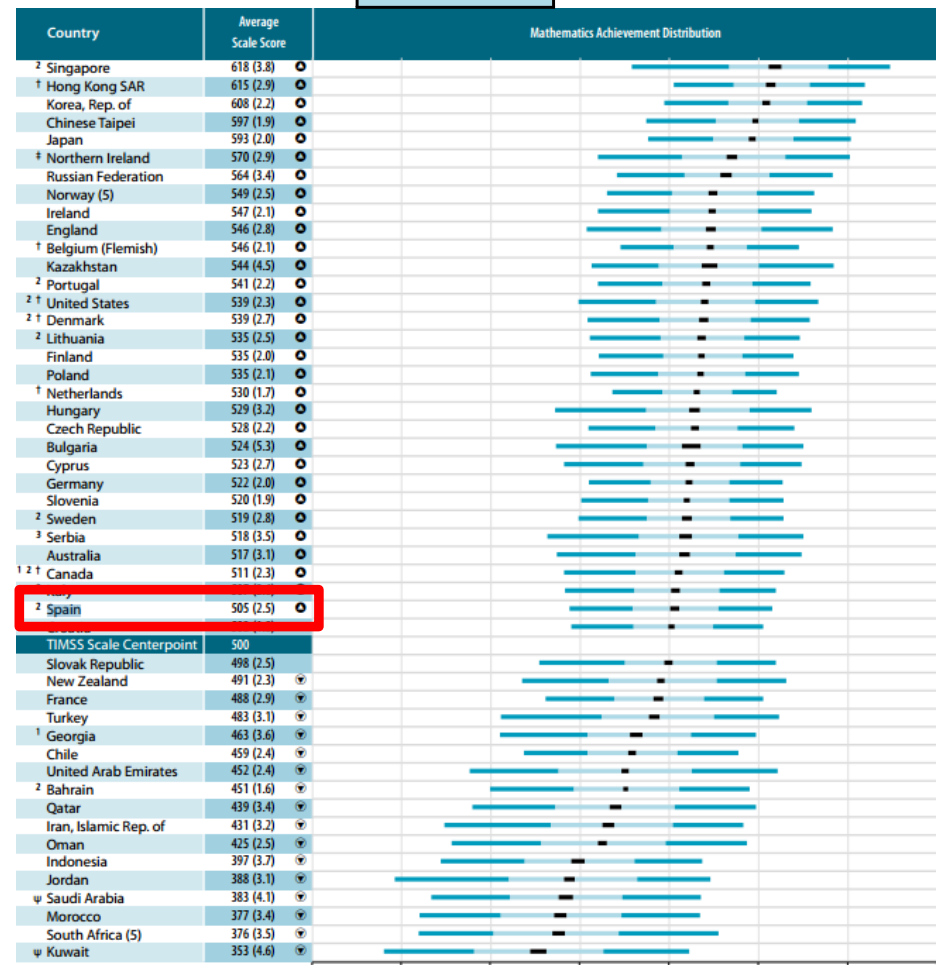 Country Average Scale Score Mathematics Achievement Distribution
2 Singapore 618 (3.8)
† Hong Kong SAR 615 (2.9)
Korea, Rep. of 608 (2.2)
Chinese Taipei 597 (1.9)
Japan 593 (2.0)
‡ Northern Ireland 570 (2.9)
Russian Federation 564 (3.4)
Norway (5) 549 (2.5)
Ireland 547 (2.1)
England 546 (2.8)
† Belgium (Flemish) 546 (2.1)
Kazakhstan 544 (4.5)
2 Portugal 541 (2.2)
2 † United States 539 (2.3)
2 † Denmark 539 (2.7)
2 Lithuania 535 (2.5)
Finland 535 (2.0)
Poland 535 (2.1)
† Netherlands 530 (1.7)
Hungary 529 (3.2)
Czech Republic 528 (2.2)
Bulgaria 524 (5.3)
Cyprus 523 (2.7)
Germany 522 (2.0)
Slovenia 520 (1.9)
2 Sweden 519 (2.8)
3 Serbia 518 (3.5)
Australia 517 (3.1)
1 2 † Canada 511 (2.3)
Italy
2 Spain 505 (2.5)
TIMSS Scale Centerpoint 500
Slovak Republic 498 (2.5)
New Zealand 491 (2.3)
France 488 (2.9)
Turkey 483 (3.1)
1 Georgia 463 (3.6)
Chile 459 (2.4)
United Arab Emirates 452 (2.4)
2 Bahrain 451 (1.6)
Qatar 439 (3.4)
Iran, Islamic Rep. of 431 (3.2)
Oman 425 (2.5)
Indonesia 397 (3.7)
Jordan 388 (3.1)
ψ Saudi Arabia 383 (4.1)
Morocco 377 (3.4)
South Africa (5) 376 (3.5)
ψ Kuwait 353 (4.6)